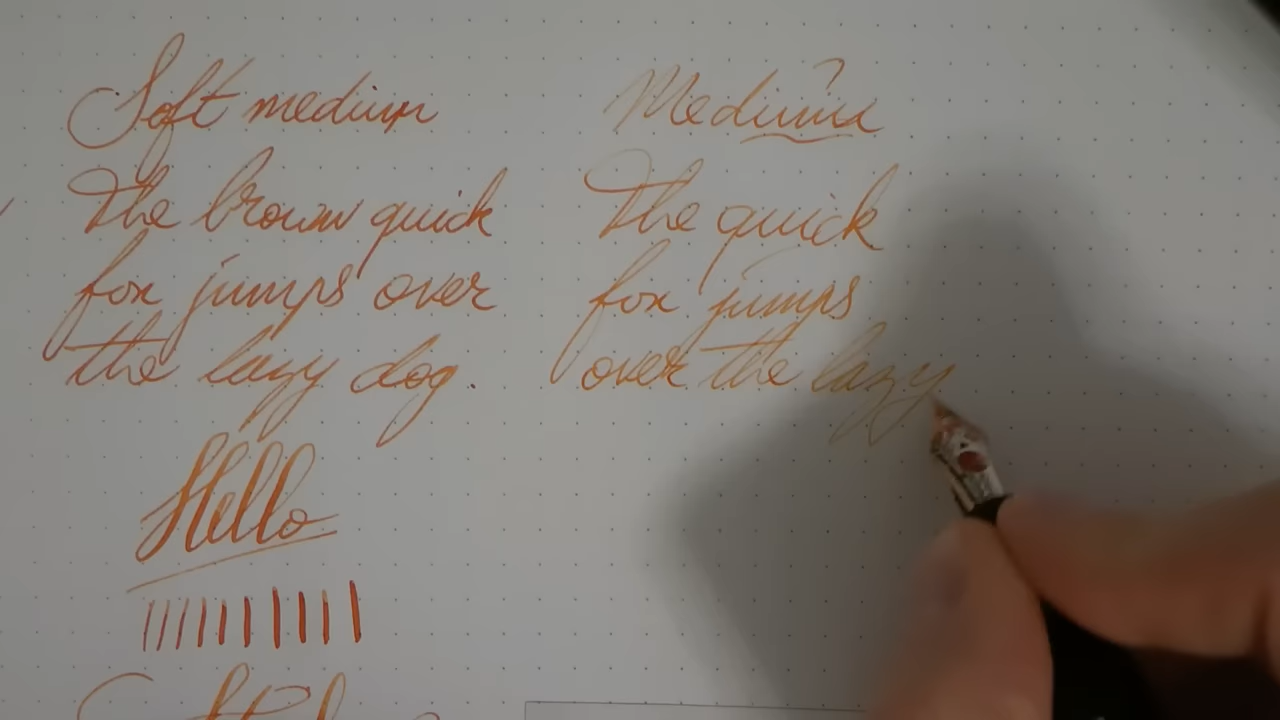 Soft medium
The brown quick
fox jumps over
the lazy dog.
Hello
Medium
The quick
fox jumps
over the lazy